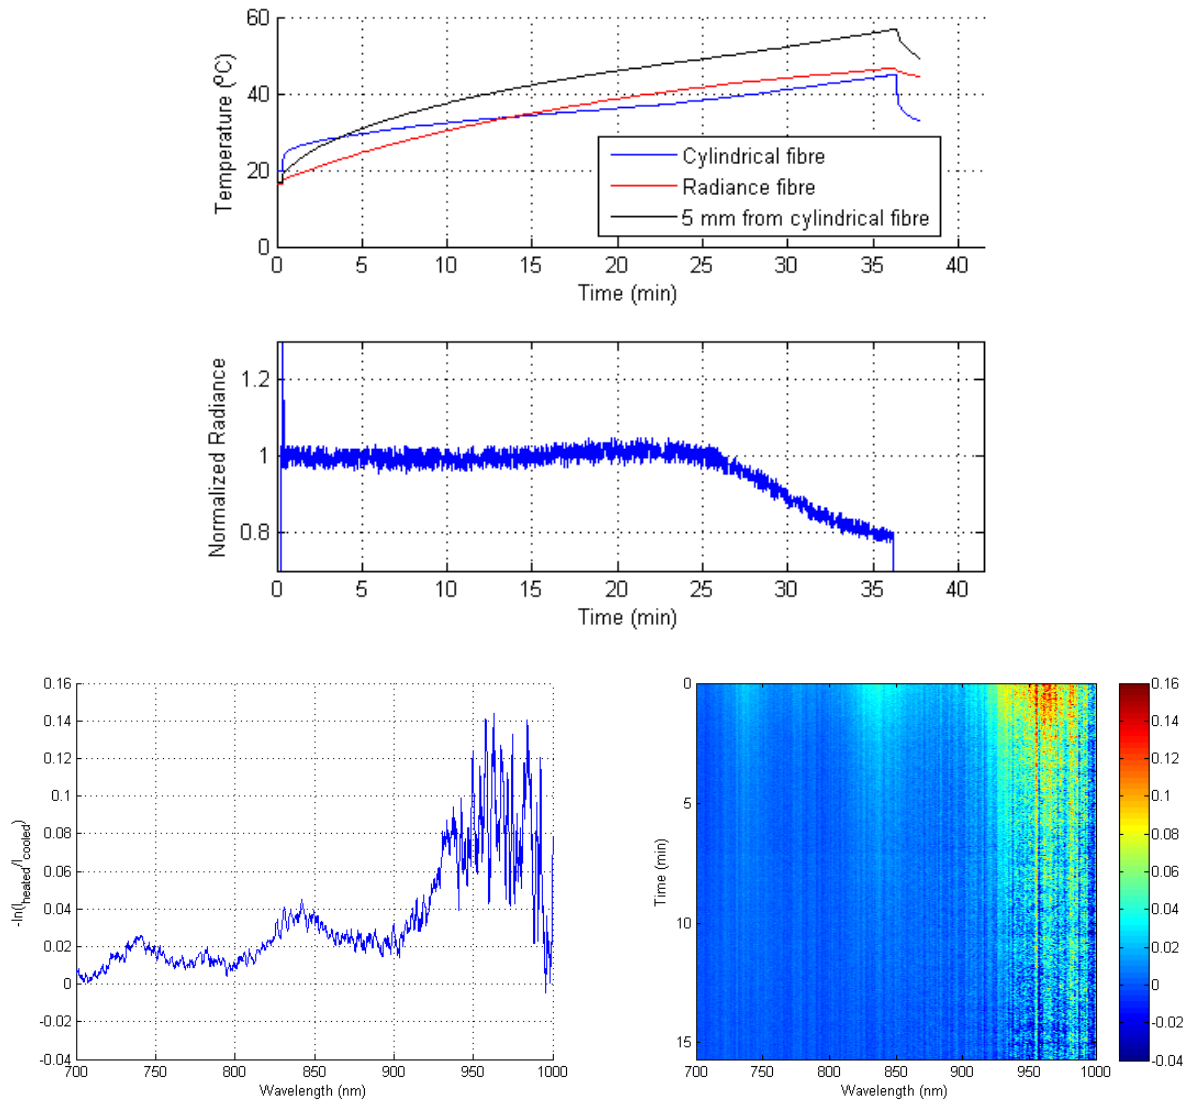 60
40
20
0
Temperature (ºC)
Cylindrical fibre
Radiance fibre
5 mm from cylindrical fibre
0 5 10 15 20 25 30 35 40
Time (min)
1.2
1
0.8
Normalized Radiance
0 5 10 15 20 25 30 35 40
Time (min)
0.16
0.14
0.12
0.1
0.08
0.06
0.04
0.02
0
-0.02
-0.04
-ln(I_heated/I_cooled)
700 750 800 850 900 950 1000
Wavelength (nm)
0
5
10
15
Time (min)
700 750 800 850 900 950 1000
Wavelength (nm)
0.16
0.14
0.12
0.1
0.08
0.06
0.04
0.02
0
-0.02
-0.04